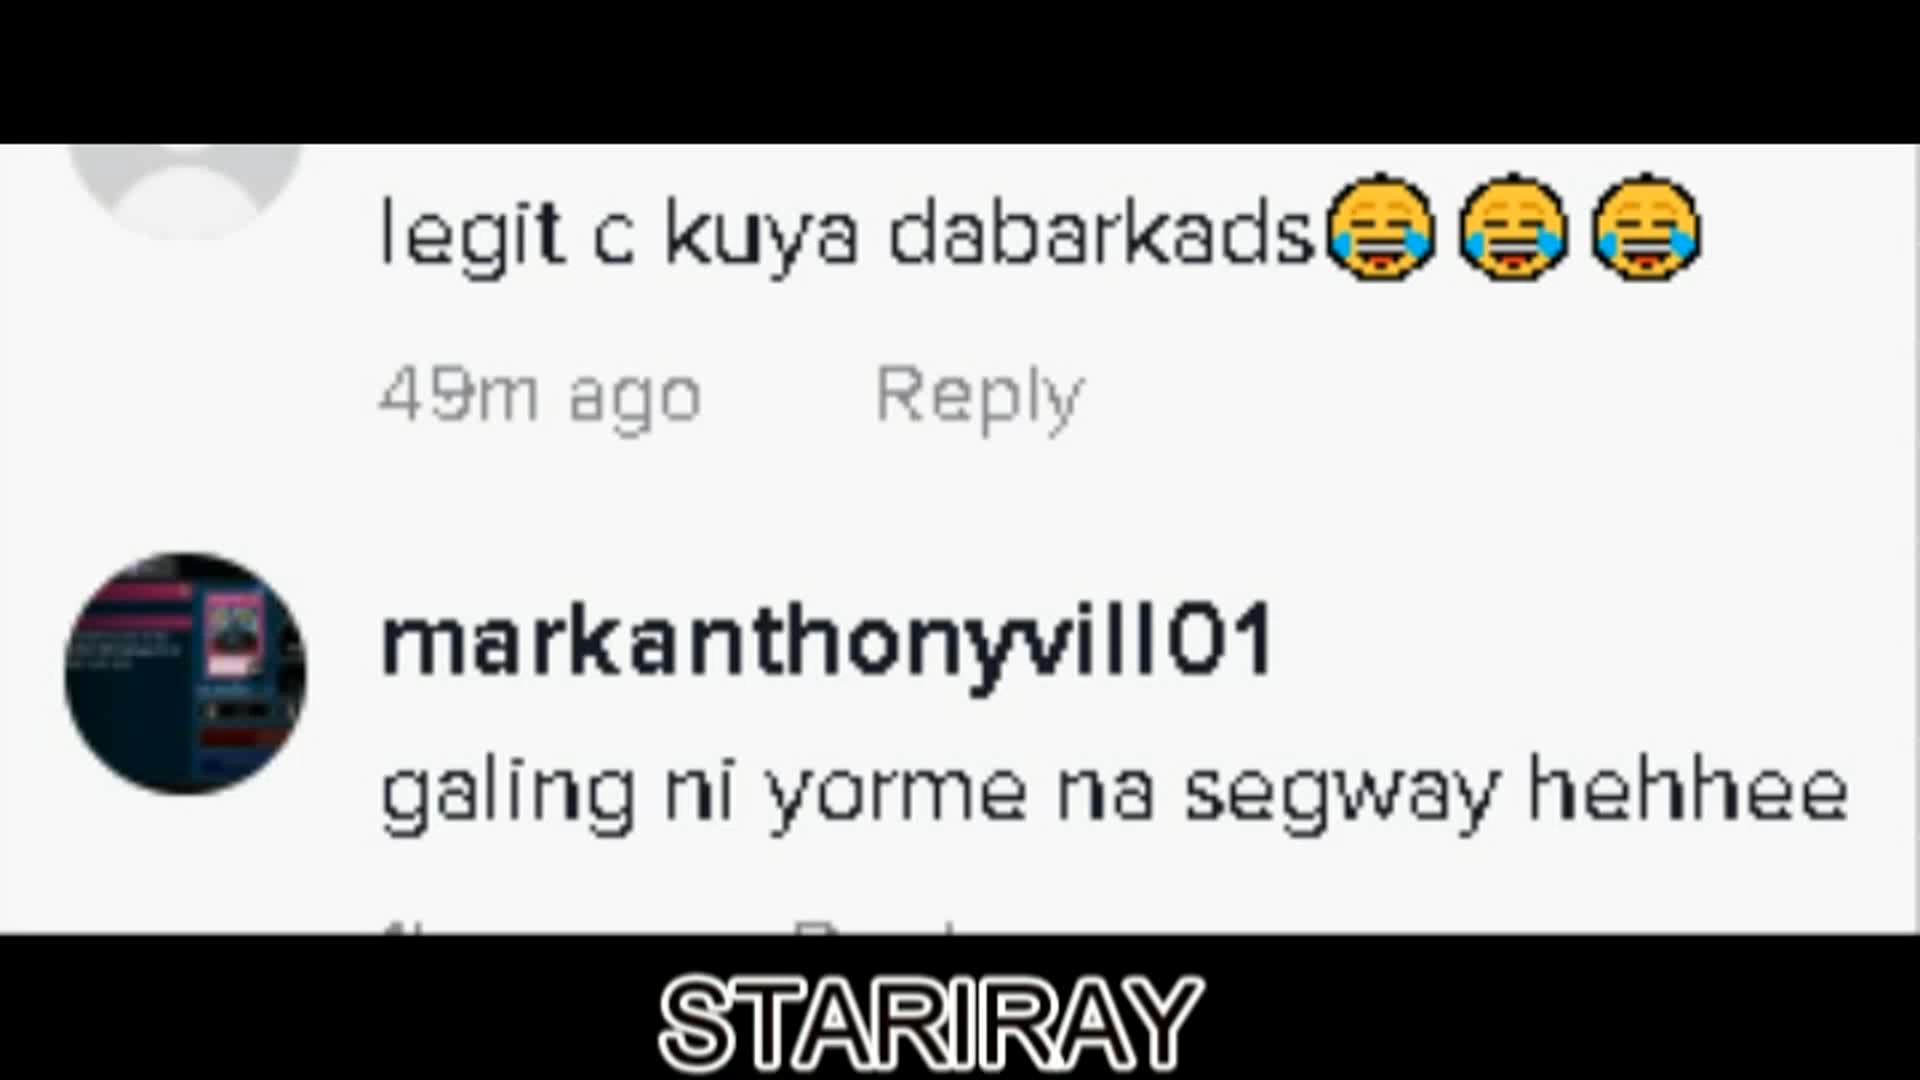 legit c kuya dabarkads😂😂😂
49m ago Reply
markanthonyvill01
galing ni yorme na segway hehhee
STARIRAY